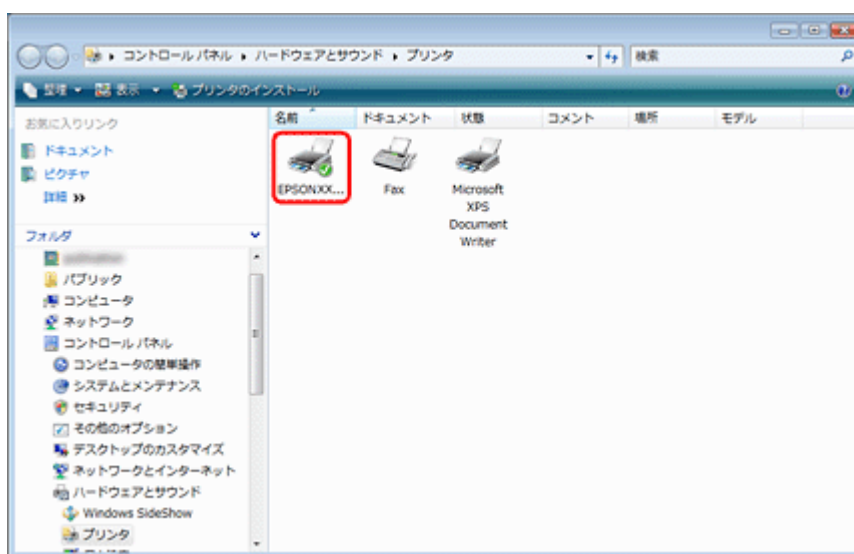 コントロール パネル ▸ ハードウェアとサウンド ▸ プリンタ
検索
整理 表示 プリンタのインストール
お気に入りリンク
ドキュメント
ピクチャ
詳細 »
フォルダ
パブリック
コンピュータ
ネットワーク
コントロール パネル
コンピュータの簡単操作
システムとメンテナンス
セキュリティ
その他のオプション
デスクトップのカスタマイズ
ネットワークとインターネット
ハードウェアとサウンド
Windows SideShow
プリンタ
名前 ドキュメント 状態 コメント 場所 モデル
EPSONXX...
Fax
Microsoft
XPS
Document
Writer